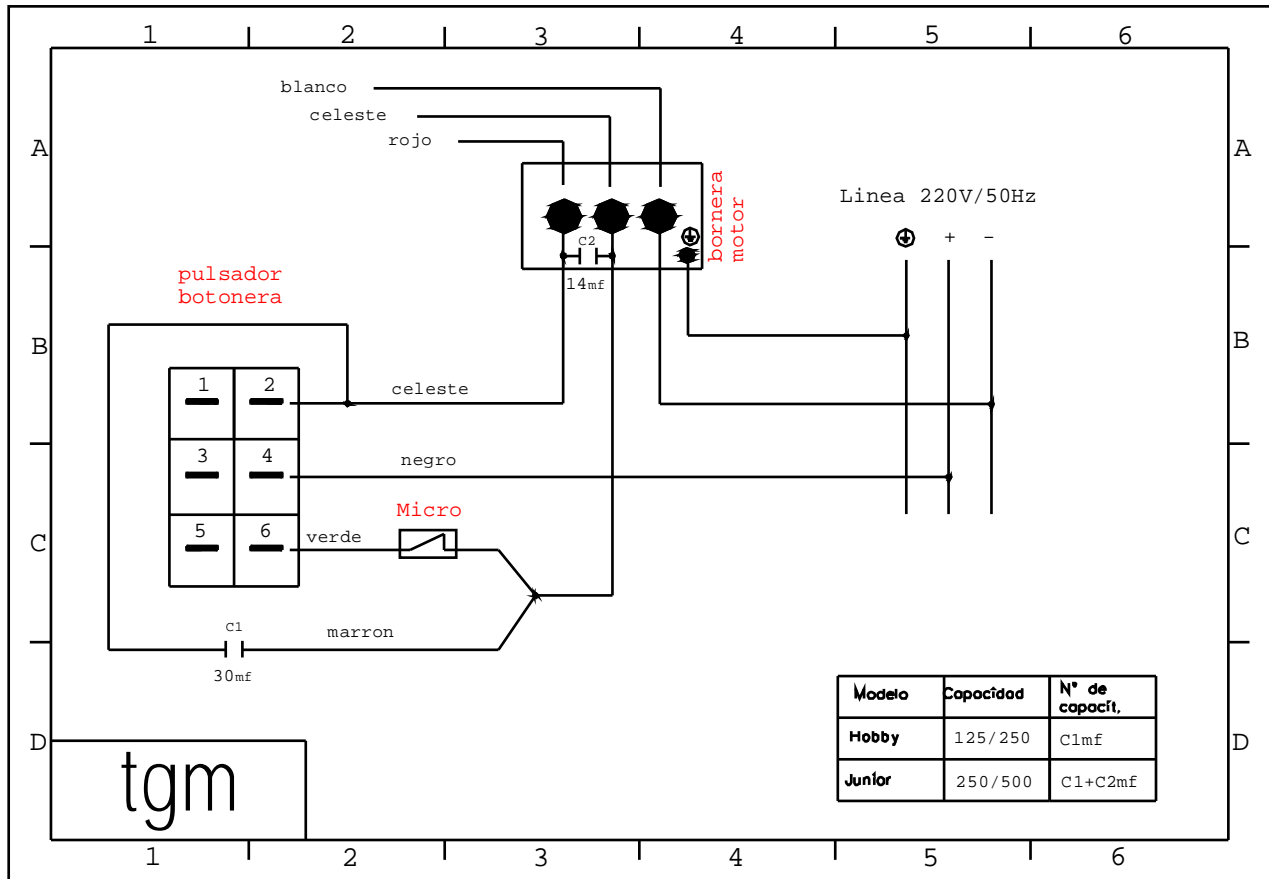 1 2 3 4 5 6
blanco
celeste
rojo
A
A
bornera
motor
Linea 220V/50Hz
+ -
C2
14mf
pulsador
botonera
B
B
1 2
celeste
3 4
negro
Micro
5 6
verde
C
C
C1
marron
30mf
Modelo Capacidad N° de capacit.
Hobby 125/250 C1mf
Junior 250/500 C1+C2mf
D
D
tgm
1 2 3 4 5 6